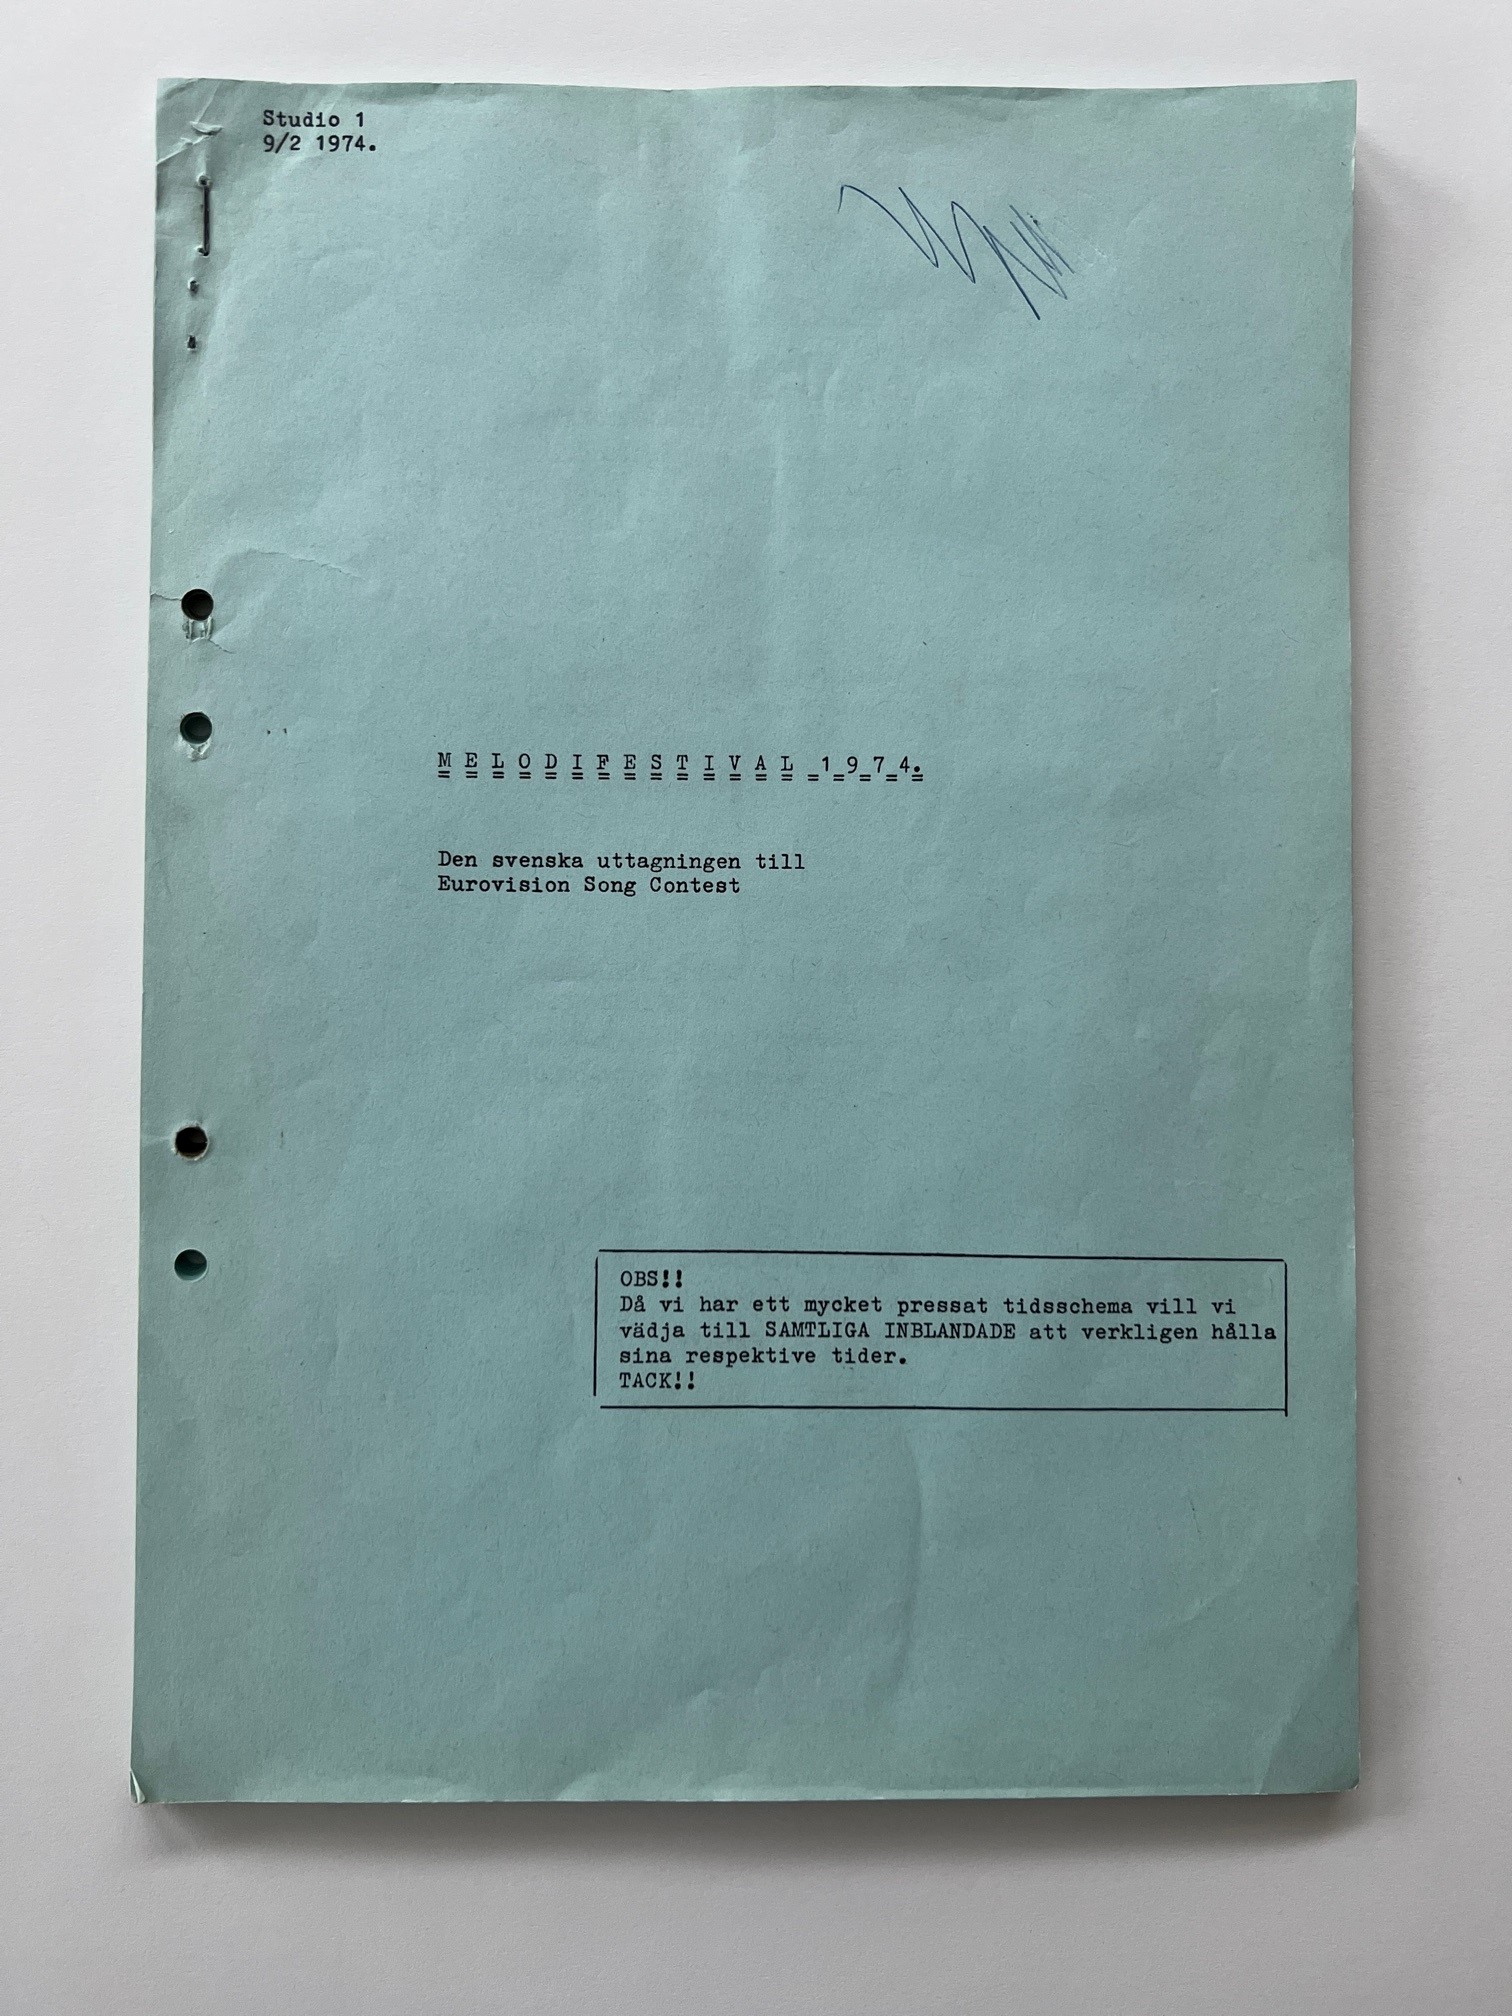 Studio 1
9/2 1974.
MELODIFESTIVAL 1974.
Den svenska uttagningen till
Eurovision Song Contest
OBS!!
Då vi har ett mycket pressat tidsschema vill vi
vädja till SAMTLIGA INBLANDADE att verkligen hålla
sina respektive tider.
TACK!!